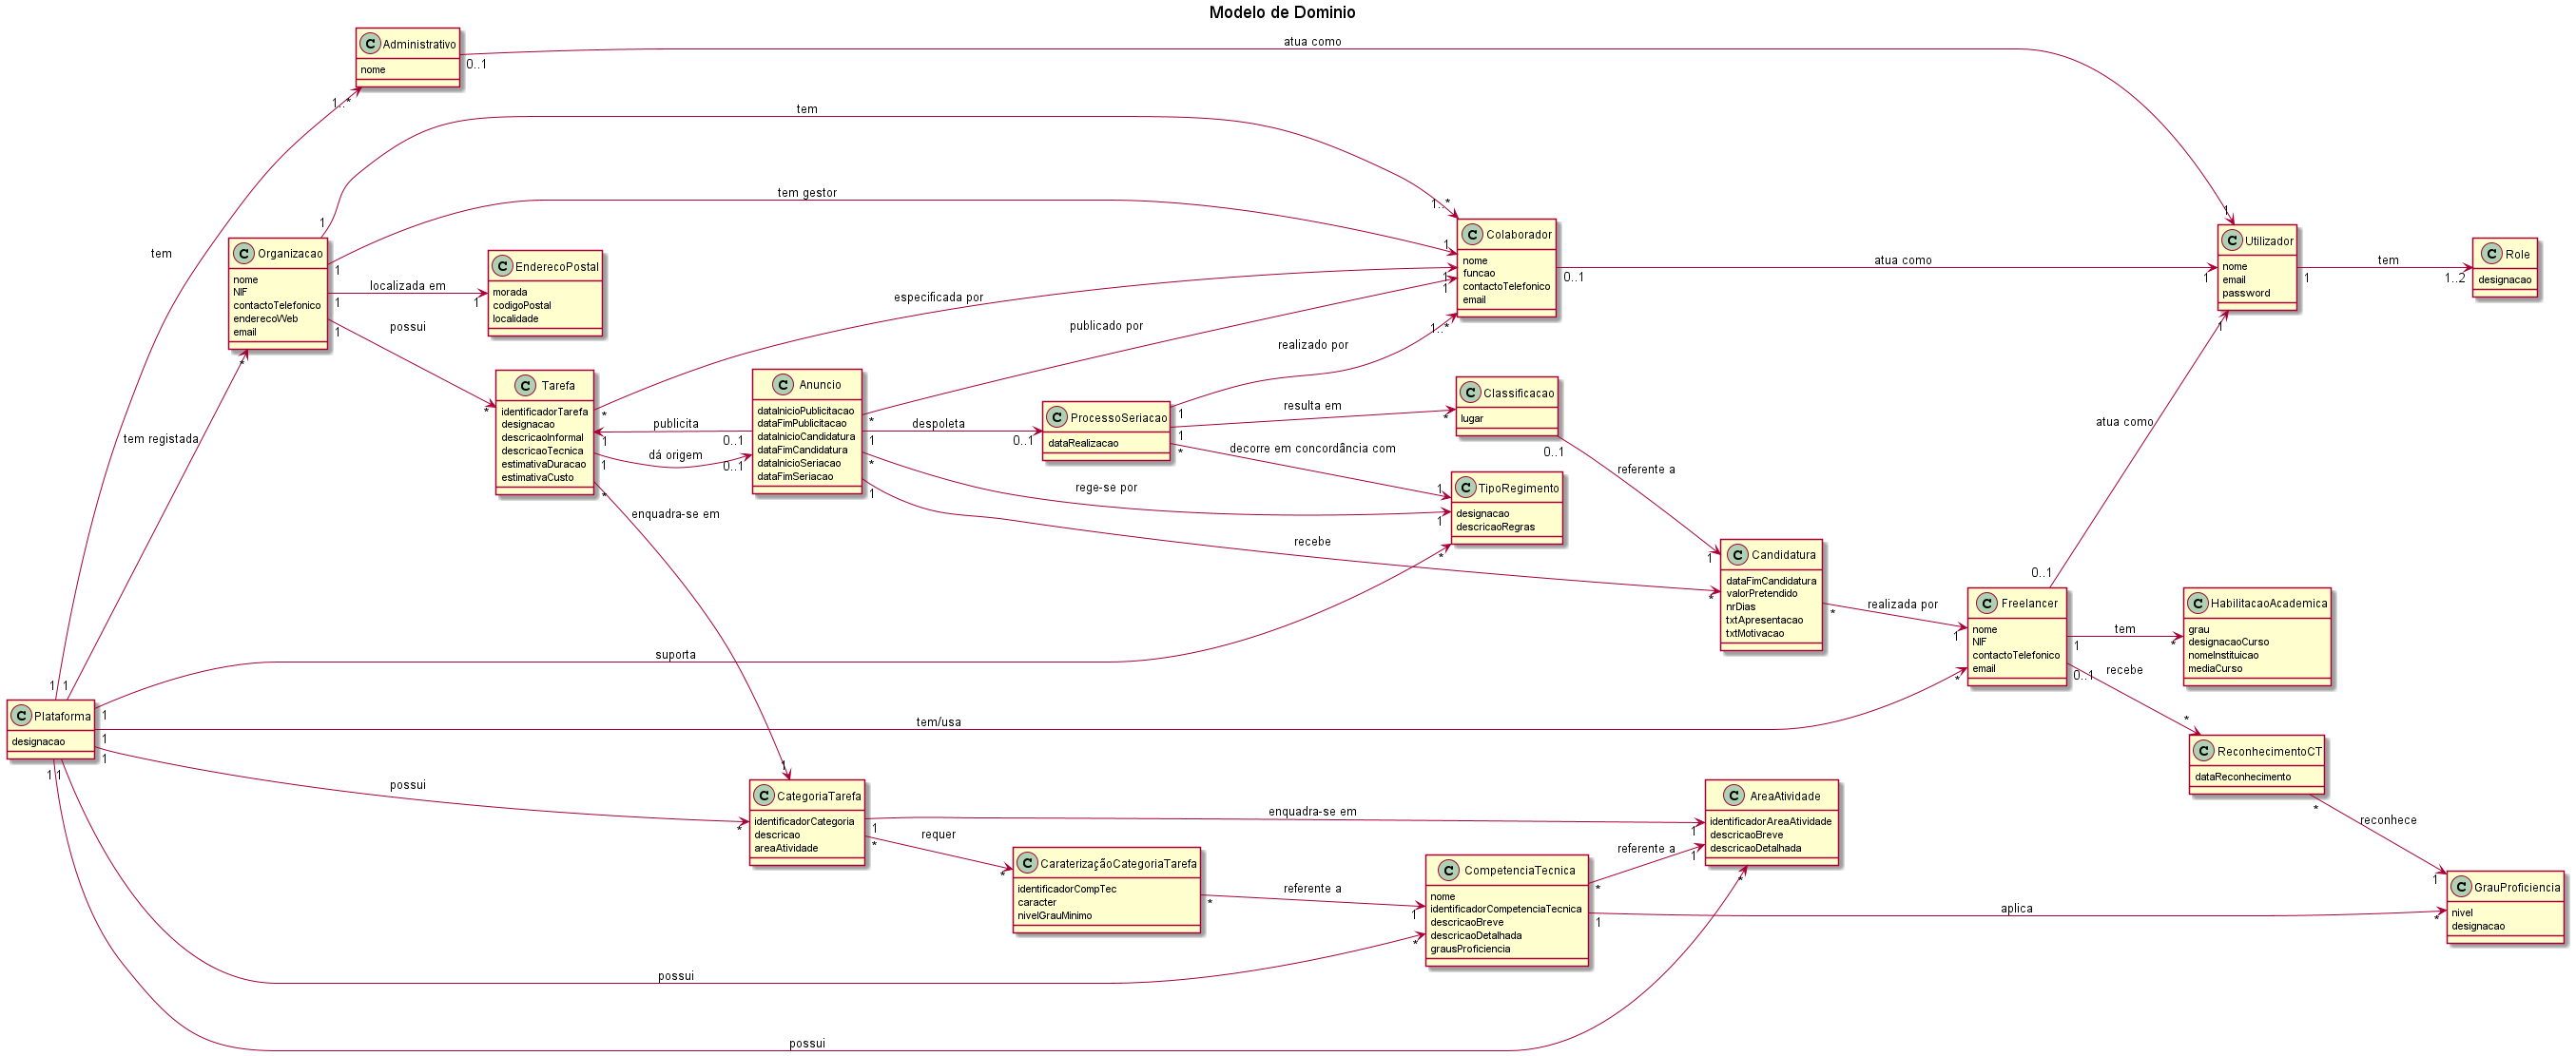 Modelo de Dominio
C Administrativo
nome
atua como
0..1
1
tem
1..*
1
tem
1
1..*
tem gestor
1
1
C Organizacao
nome
NIF
contactoTelefonico
enderecoWeb
email
localizada em
1
1
C EnderecoPostal
morada
codigoPostal
localidade
possui
1
*
tem registada
1
*
C Colaborador
nome
funcao
contactoTelefonico
email
atua como
0..1
1
C Utilizador
nome
email
password
tem
1
1..2
C Role
designacao
especificada por
*
1
publicado por
*
realizado por
1
1..*
C Tarefa
identificadorTarefa
designacao
descricaoInformal
descricaoTecnica
estimativaDuracao
estimativaCusto
publicita
1
0..1
dá origem
1
0..1
enquadra-se em
*
1
C Anuncio
dataInicioPublicitacao
dataFimPublicitacao
dataInicioCandidatura
dataFimCandidatura
dataInicioSeriacao
dataFimSeriacao
despoleta
1
0..1
C ProcessoSeriacao
dataRealizacao
resulta em
1
*
C Classificacao
lugar
decorre em concordância com
*
1
rege-se por
*
1
C TipoRegimento
designacao
descricaoRegras
referente a
0..1
1
recebe
1
*
C Candidatura
dataFimCandidatura
valorPretendido
nrDias
txtApresentacao
txtMotivacao
realizada por
*
1
C Freelancer
nome
NIF
contactoTelefonico
email
atua como
0..1
1
tem
1
*
C HabilitacaoAcademica
grau
designacaoCurso
nomeInstituicao
mediaCurso
recebe
0..1
*
C ReconhecimentoCT
dataReconhecimento
reconhece
*
1
C Plataforma
designacao
suporta
1
*
tem/usa
1
*
possui
1
*
C CategoriaTarefa
identificadorCategoria
descricao
areaAtividade
enquadra-se em
1
1
C AreaAtividade
identificadorAreaAtividade
descricaoBreve
descricaoDetalhada
requer
*
*
C CaraterizaçãoCategoriaTarefa
identificadorCompTec
caracter
nivelGrauMinimo
referente a
*
1
C CompetenciaTecnica
nome
identificadorCompetenciaTecnica
descricaoBreve
descricaoDetalhada
grausProficiencia
referente a
*
1
aplica
1
*
C GrauProficiencia
nivel
designacao
possui
1
*
possui
1
*